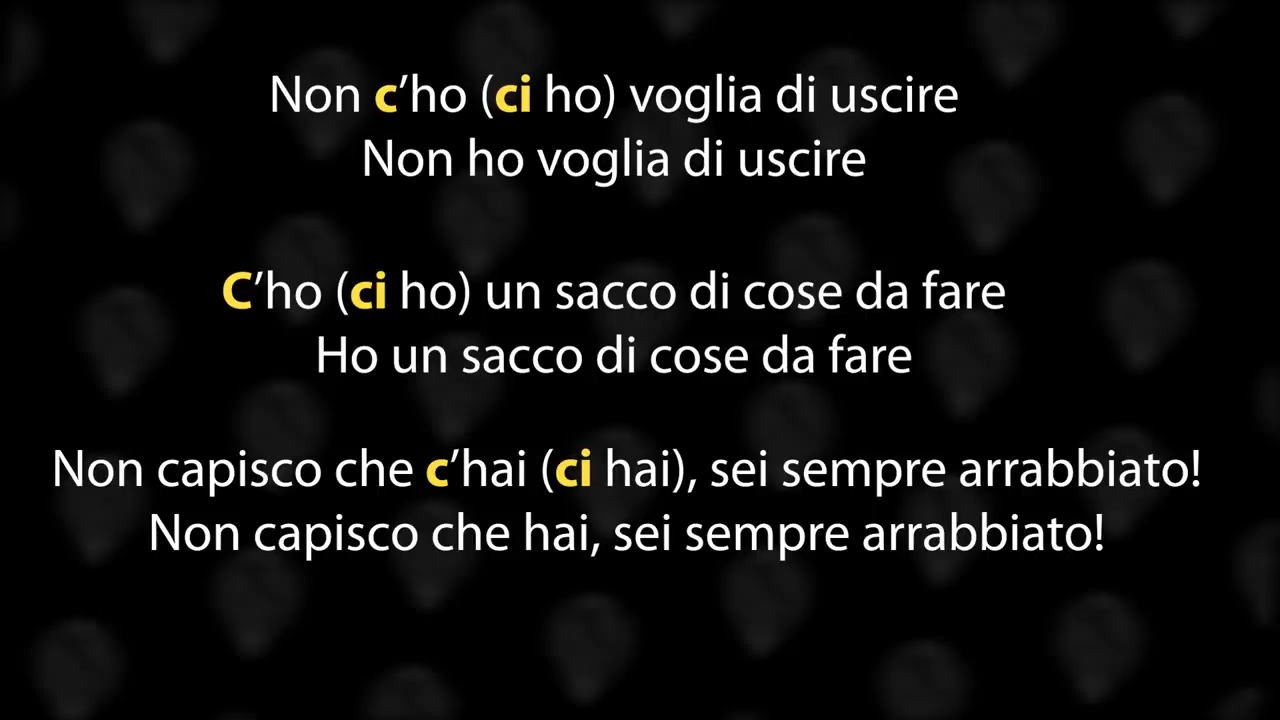 Non c’ho (ci ho) voglia di uscire
Non ho voglia di uscire
C’ho (ci ho) un sacco di cose da fare
Ho un sacco di cose da fare
Non capisco che c’hai (ci hai), sei sempre arrabbiato!
Non capisco che hai, sei sempre arrabbiato!